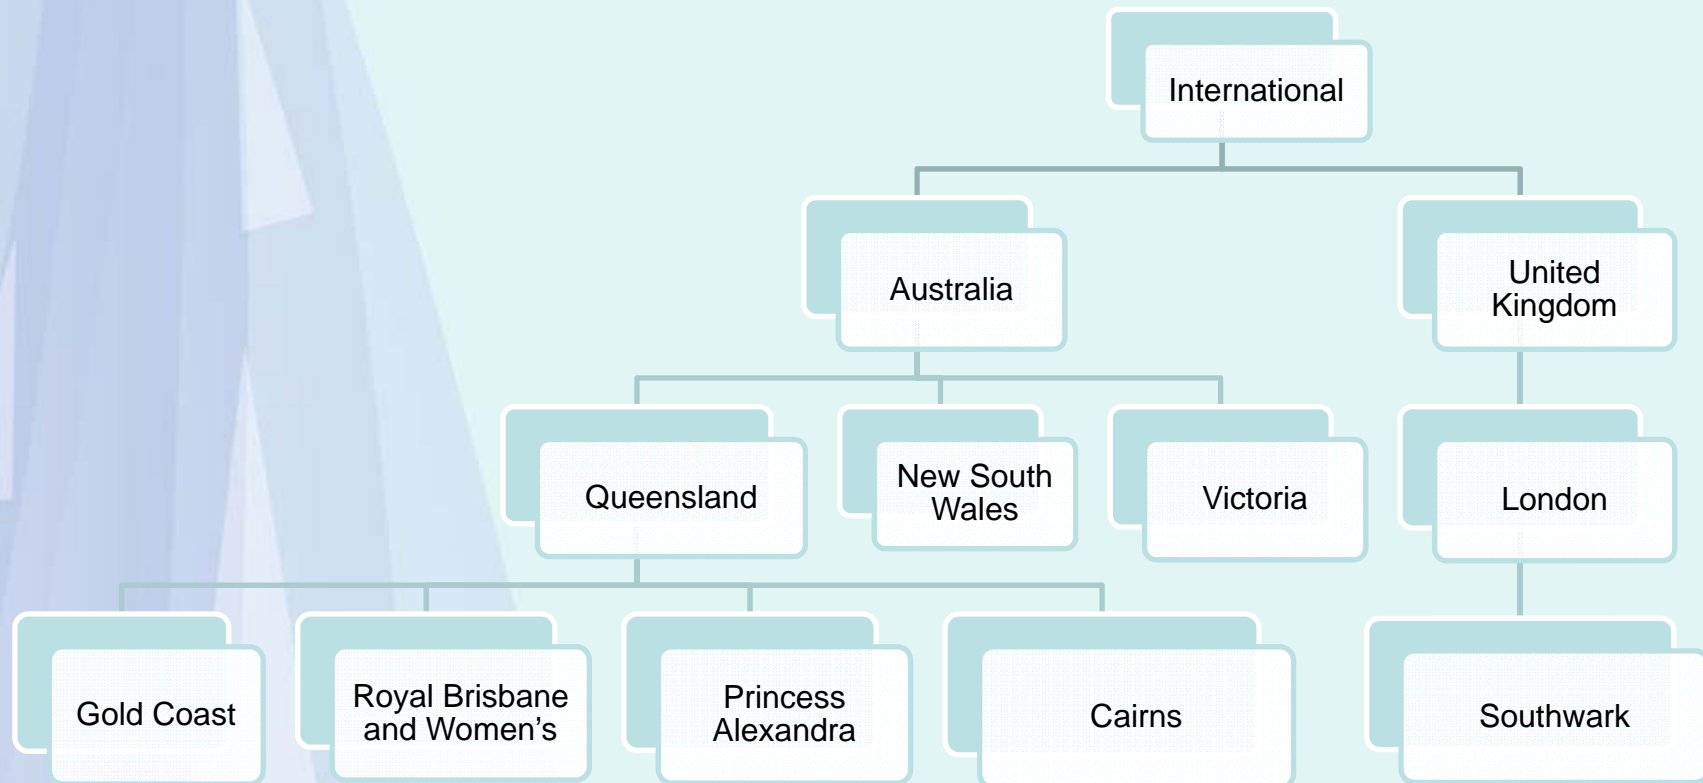 International
Australia
United
Kingdom
Queensland
New South
Wales
Victoria
London
Gold Coast
Royal Brisbane
and Women’s
Princess
Alexandra
Cairns
Southwark